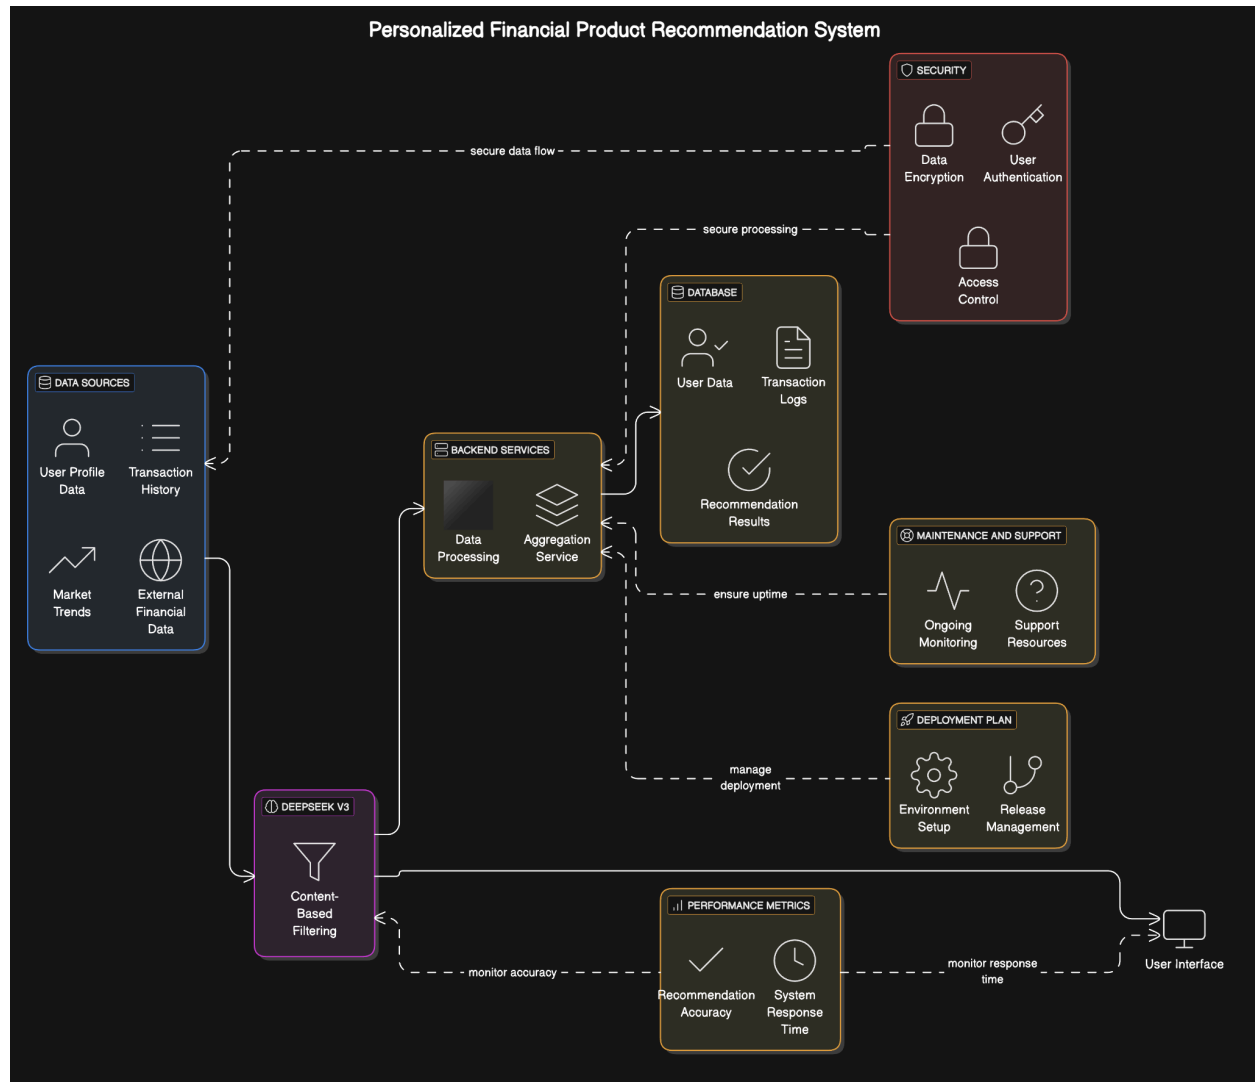 Personalized Financial Product Recommendation System
SECURITY
Data
Encryption
User
Authentication
Access
Control
secure data flow
secure processing
DATABASE
User Data
Transaction
Logs
Recommendation
Results
DATA SOURCES
User Profile
Data
Transaction
History
Market
Trends
External
Financial
Data
BACKEND SERVICES
Data
Processing
Aggregation
Service
MAINTENANCE AND SUPPORT
Ongoing
Monitoring
Support
Resources
ensure uptime
DEPLOYMENT PLAN
Environment
Setup
Release
Management
manage
deployment
DEEPSEEK V3
Content-
Based
Filtering
PERFORMANCE METRICS
Recommendation
Accuracy
System
Response
Time
monitor accuracy
monitor response
time
User Interface